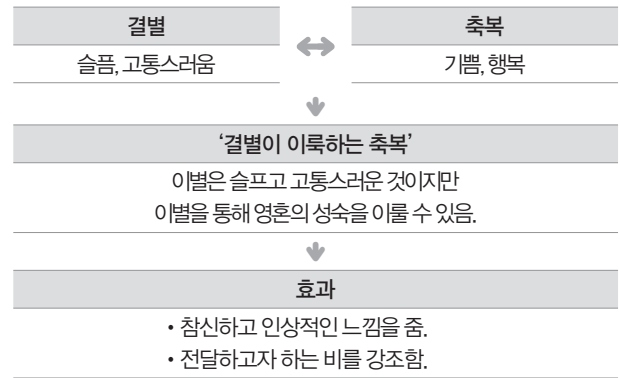 결별
축복
슬픔, 고통스러움
기쁨, 행복
‘결별이 이룩하는 축복’
이별은 슬프고 고통스러운 것이지만
이별을 통해 영혼의 성숙을 이룰 수 있음.
효과
• 참신하고 인상적인 느낌을 줌.
• 전달하고자 하는 비를 강조함.